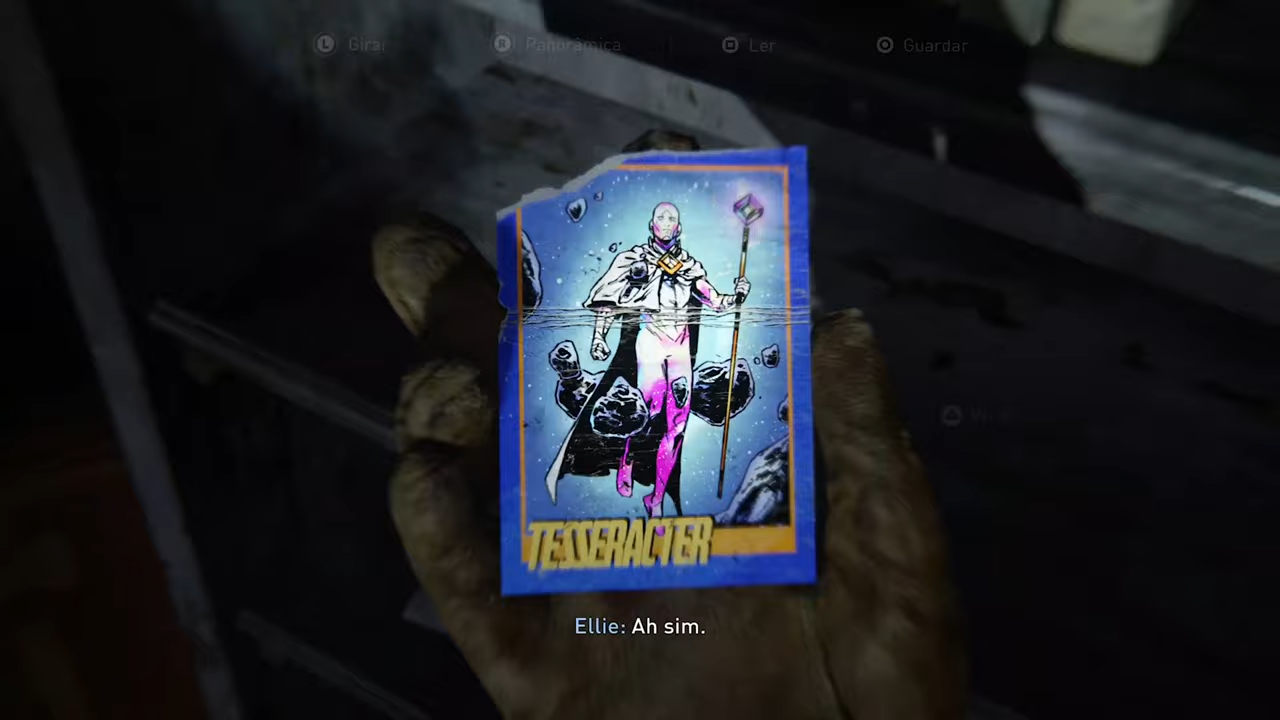 L Girar
R Panorâmica
Ler
Guardar
TESSERACTER
Ellie: Ah sim.